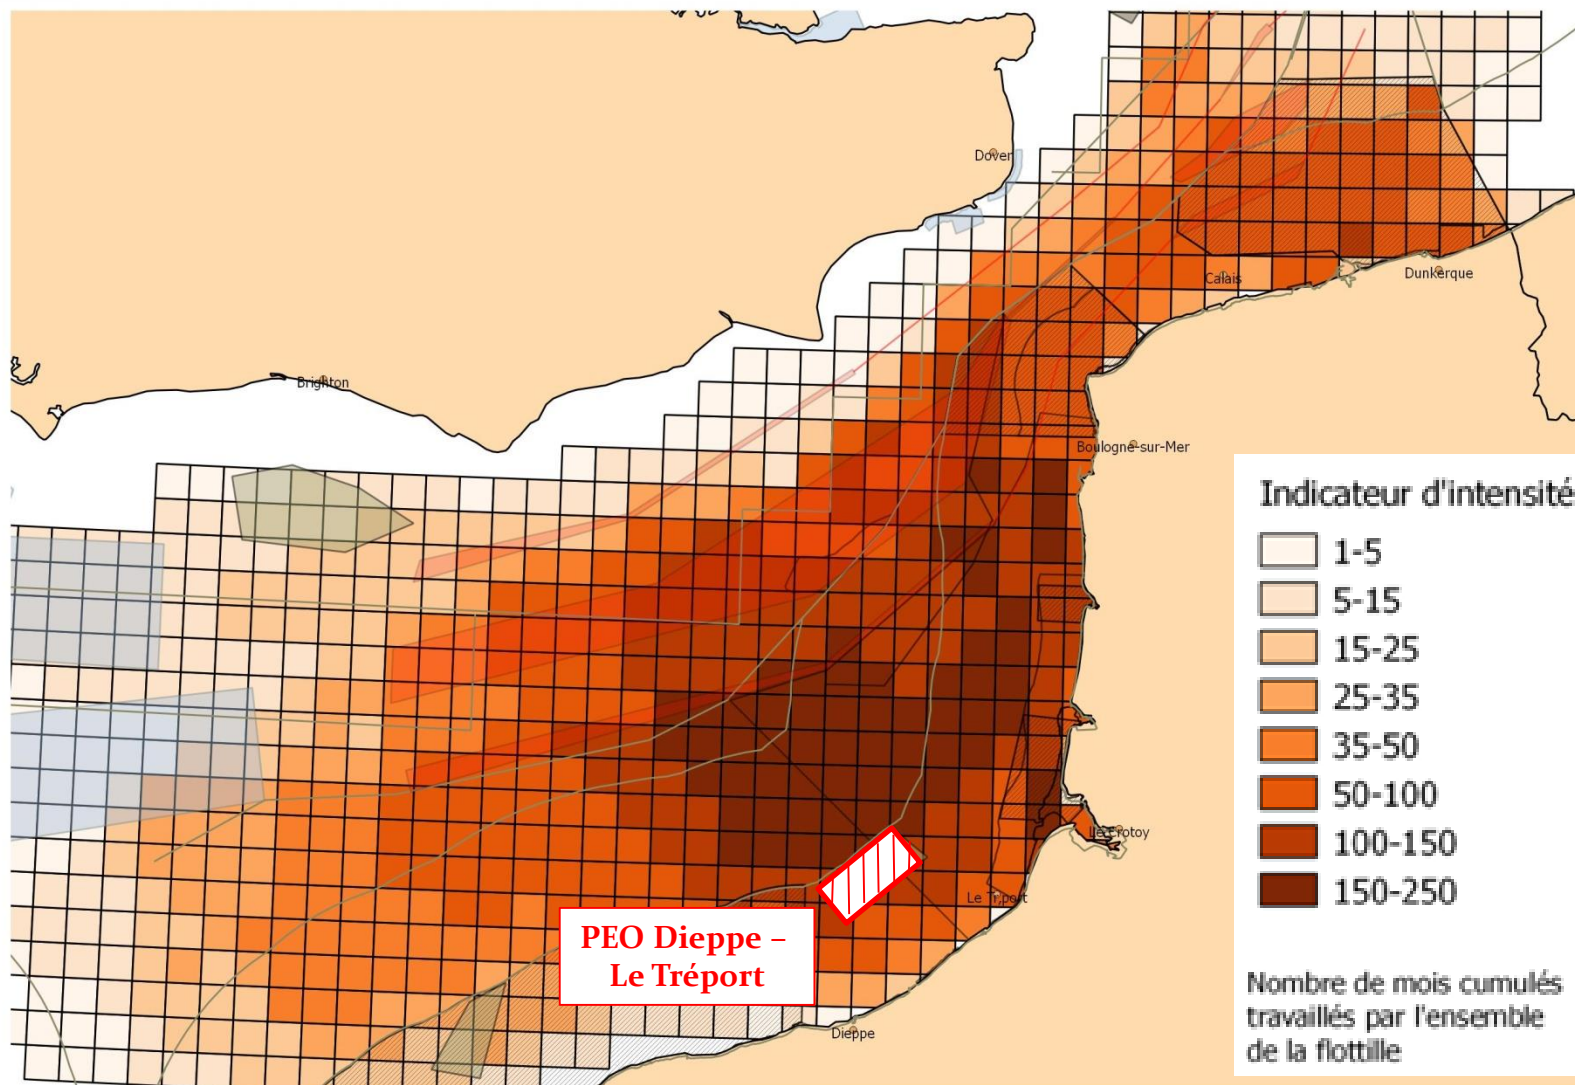 Dover
Calais
Dunkerque
Brighton
Boulogne-sur-Mer
Indicateur d'intensité
1-5
5-15
15-25
25-35
35-50
50-100
100-150
150-250
Le Crotoy
Le Tréport
PEO Dieppe –
Le Tréport
Dieppe
Nombre de mois cumulés
travaillés par l'ensemble
de la flottille